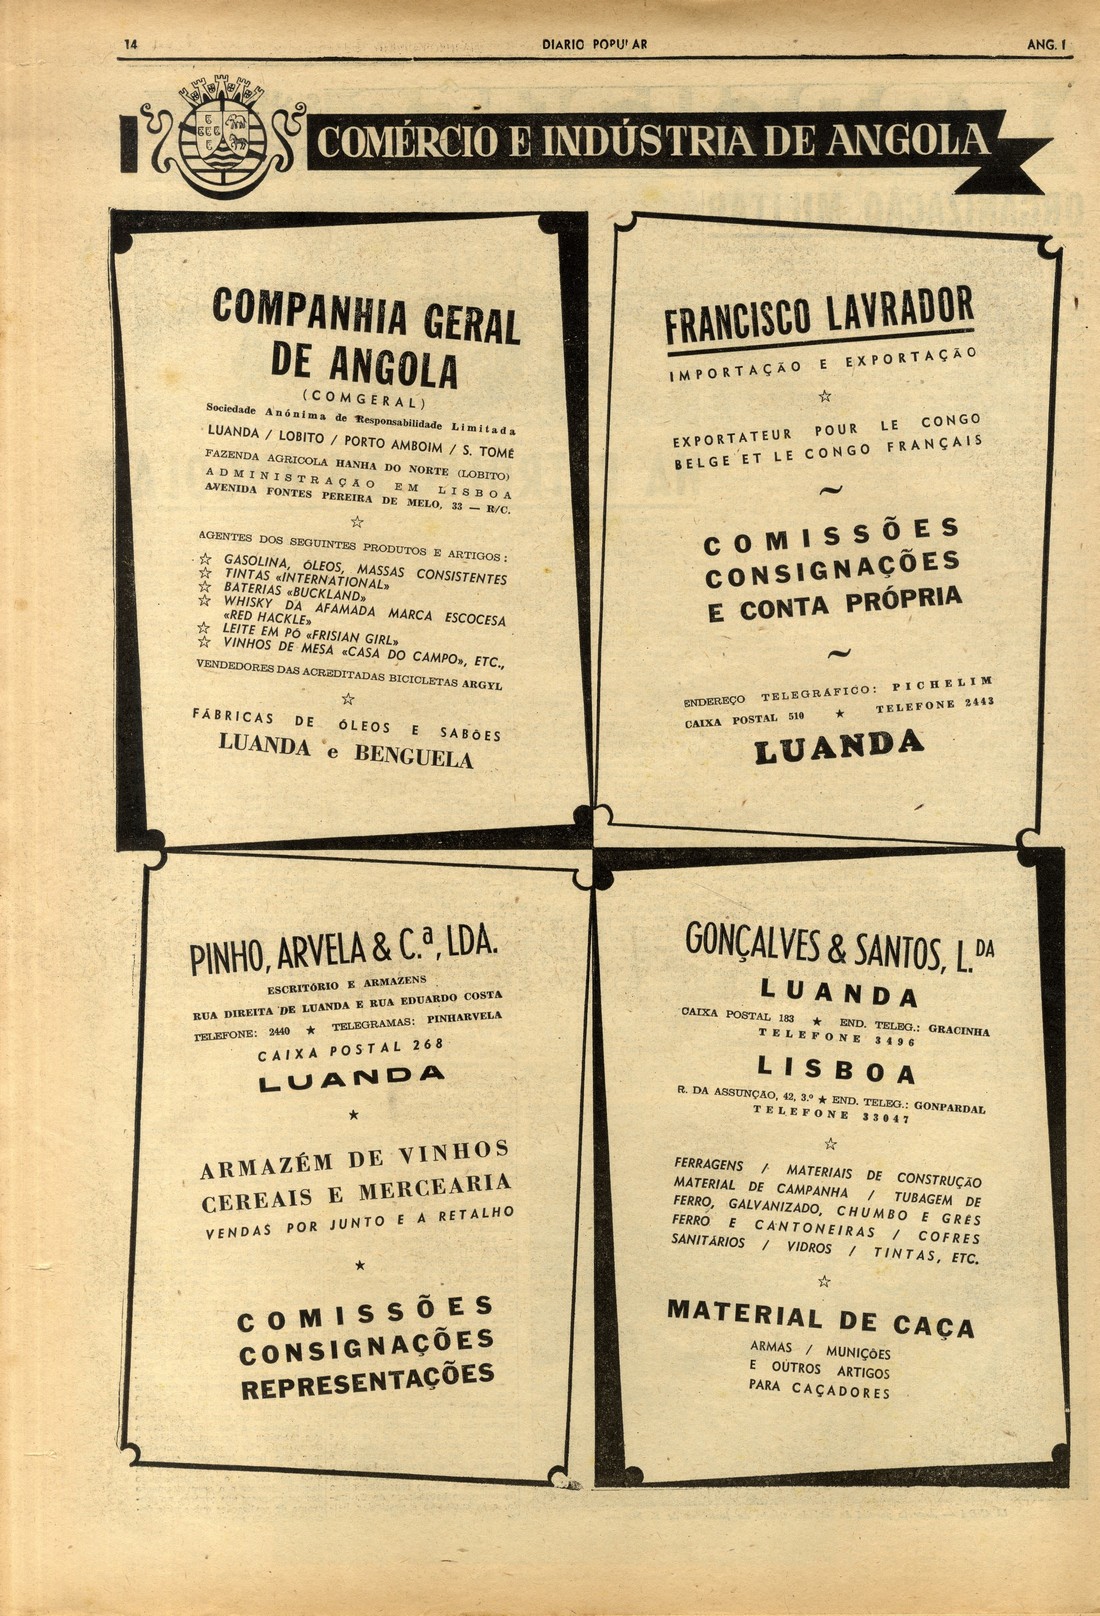 14
DIARIO POPULAR
ANG. I
COMÉRCIO E INDÚSTRIA DE ANGOLA
COMPANHIA GERAL
DE ANGOLA
(COMGERAL)
Sociedade Anónima de Responsabilidade Limitada
LUANDA / LOBITO / PORTO AMBOIM / S. TOMÉ
FAZENDA AGRICOLA HANHA DO NORTE (LOBITO)
ADMINISTRAÇÃO EM LISBOA
AVENIDA FONTES PEREIRA DE MELO, 33 — R/C.
☆
AGENTES DOS SEGUINTES PRODUTOS E ARTIGOS:
☆ GASOLINA, ÓLEOS, MASSAS CONSISTENTES
☆ TINTAS «INTERNATIONAL»
☆ BATERIAS «BUCKLAND»
☆ WHISKY DA AFAMADA MARCA ESCOCESA
«RED HACKLE»
☆ LEITE EM PÓ «FRISIAN GIRL»
☆ VINHOS DE MESA «CASA DO CAMPO», ETC.,
VENDEDORES DAS ACREDITADAS BICICLETAS ARGYL
☆
FÁBRICAS DE ÓLEOS E SABÕES
LUANDA e BENGUELA
FRANCISCO LAVRADOR
IMPORTAÇÃO E EXPORTAÇÃO
☆
EXPORTATEUR POUR LE CONGO
BELGE ET LE CONGO FRANÇAIS
~
COMISSÕES
CONSIGNAÇÕES
E CONTA PRÓPRIA
~
ENDEREÇO TELEGRÁFICO: PICHELIM
CAIXA POSTAL 510 ★ TELEFONE 2443
LUANDA
PINHO, ARVELA & C.ª, LDA.
ESCRITÓRIO E ARMAZENS
RUA DIREITA DE LUANDA E RUA EDUARDO COSTA
TELEFONE: 2440 ★ TELEGRAMAS: PINHARVELA
CAIXA POSTAL 268
LUANDA
★
ARMAZÉM DE VINHOS
CEREAIS E MERCEARIA
VENDAS POR JUNTO E A RETALHO
★
COMISSÕES
CONSIGNAÇÕES
REPRESENTAÇÕES
GONÇALVES & SANTOS, L.DA
LUANDA
CAIXA POSTAL 183 ★ END. TELEG.: GRACINHA
TELEFONE 3496
LISBOA
R. DA ASSUNÇÃO, 42, 3.º ★ END. TELEG.: GONPARDAL
TELEFONE 33047
☆
FERRAGENS / MATERIAIS DE CONSTRUÇÃO
MATERIAL DE CAMPANHA / TUBAGEM DE
FERRO, GALVANIZADO, CHUMBO E GRÉS
FERRO E CANTONEIRAS / COFRES
SANITÁRIOS / VIDROS / TINTAS, ETC.
☆
MATERIAL DE CAÇA
ARMAS / MUNIÇÕES
E OUTROS ARTIGOS
PARA CAÇADORES